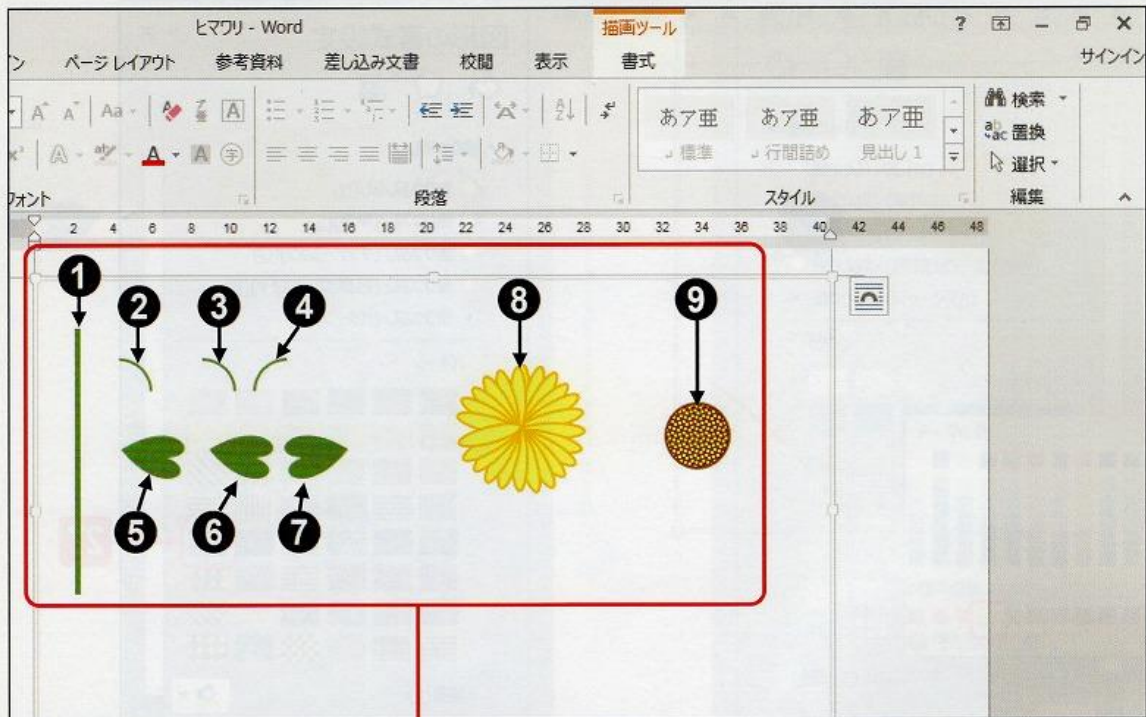 ヒマワリ - Word
描画ツール
?
ン ページ レイアウト 参考資料 差し込み文書 校閲 表示 書式 サインイン
A A Aa A
A aby A A 字
あア亜 あア亜 あア亜
標準 行間詰め 見出し 1
検索
置換
選択
フォント 段落 スタイル 編集
2 4 6 8 10 12 14 16 18 20 22 24 26 28 30 32 34 36 38 40 42 44 46 48
1
2 3 4 8 9
5 6 7